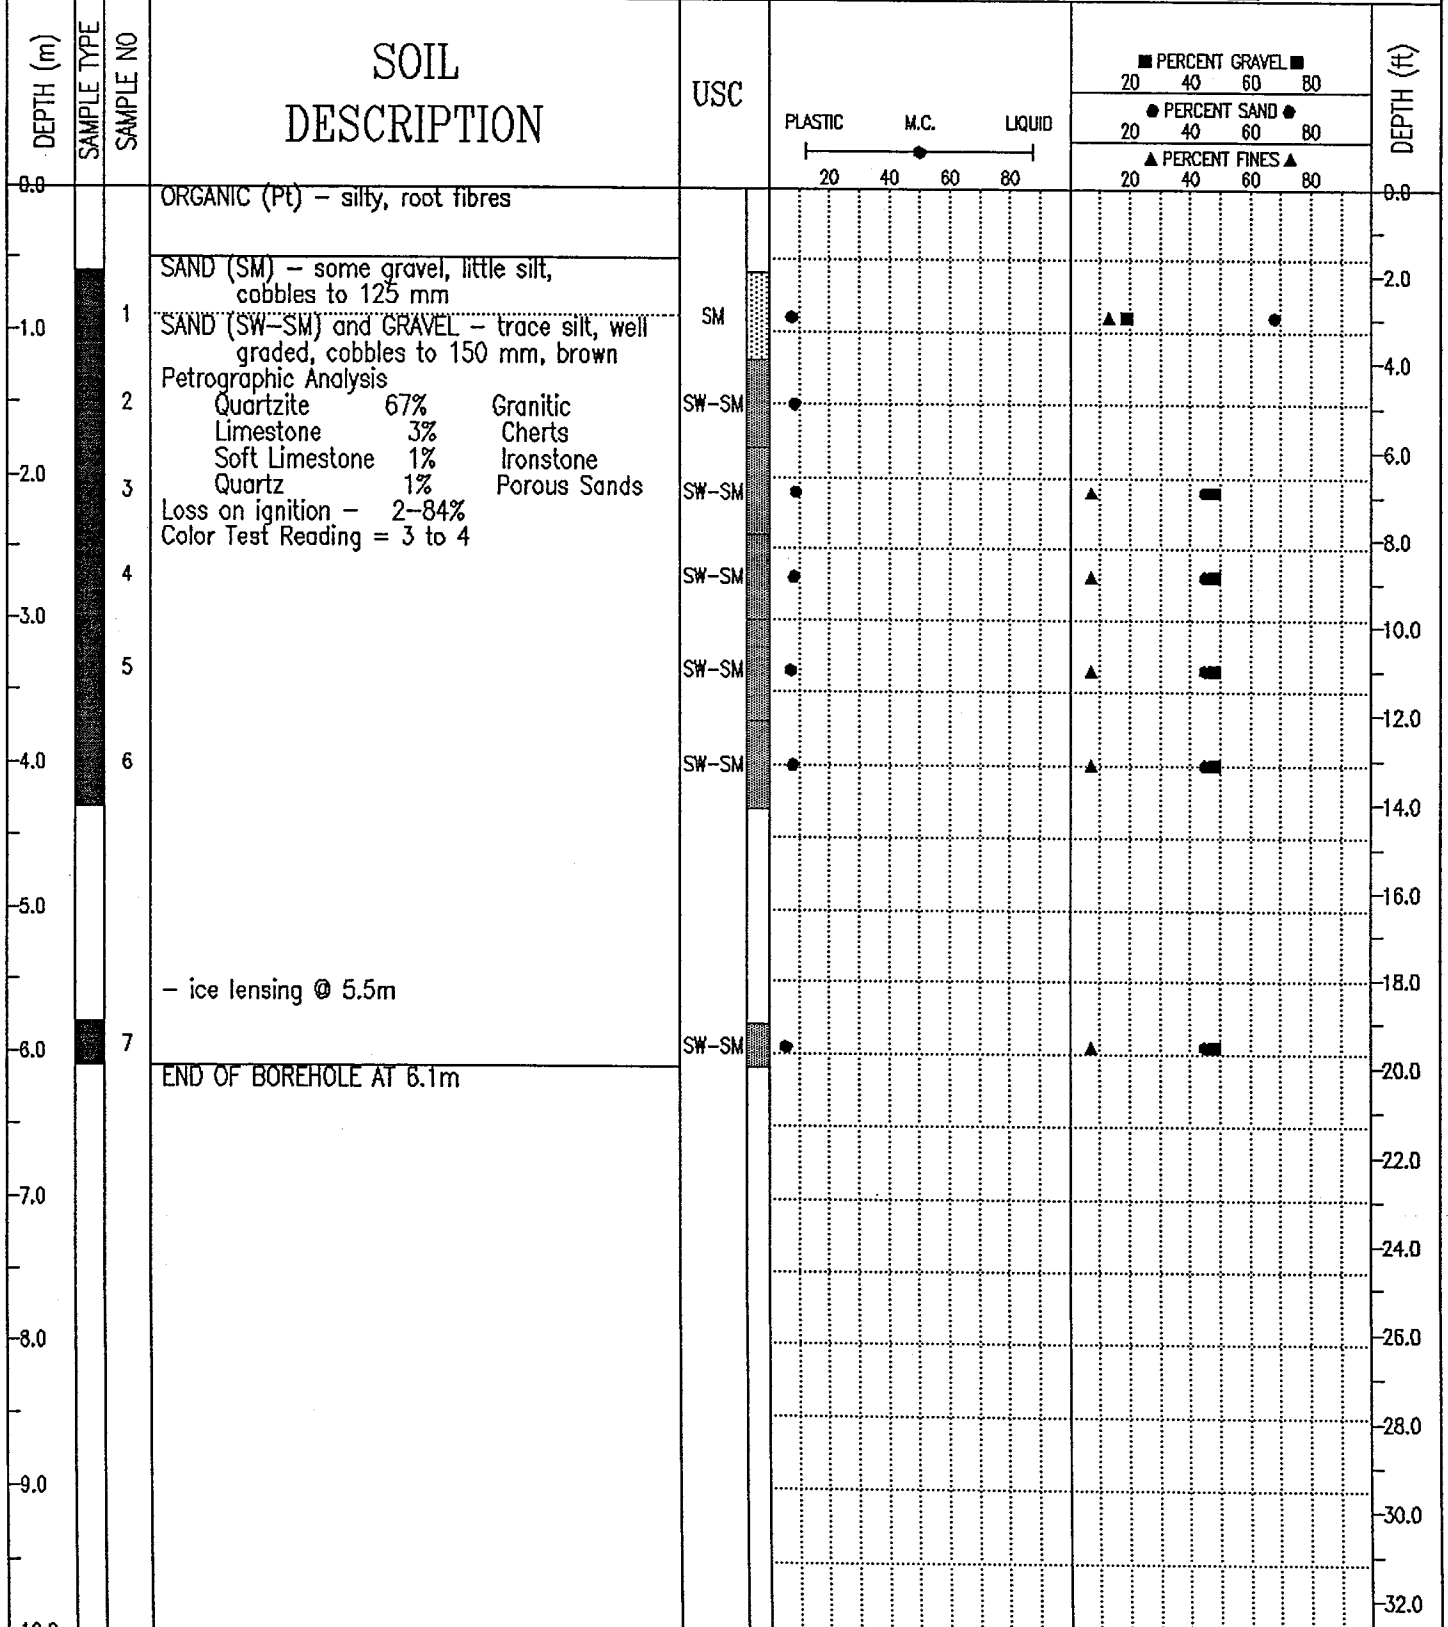 DEPTH (m)
SAMPLE TYPE
SAMPLE NO
SOIL
DESCRIPTION
USC
PLASTIC M.C. LIQUID
20 40 60 80
■ PERCENT GRAVEL ■
20 40 60 80
● PERCENT SAND ●
20 40 60 80
▲ PERCENT FINES ▲
20 40 60 80
DEPTH (ft)
0.0
ORGANIC (Pt) – silty, root fibres
0.0
SAND (SM) – some gravel, little silt,
cobbles to 125 mm
2.0
1
SM
1.0
SAND (SW–SM) and GRAVEL – trace silt, well
graded, cobbles to 150 mm, brown
4.0
Petrographic Analysis
2
Quartzite 67% Granitic
SW–SM
Limestone 3% Cherts
Soft Limestone 1% Ironstone
6.0
2.0
3
Quartz 1% Porous Sands
SW–SM
Loss on ignition – 2–84%
Color Test Reading = 3 to 4
8.0
4
SW–SM
3.0
10.0
5
SW–SM
12.0
4.0
6
SW–SM
14.0
5.0
16.0
– ice lensing @ 5.5m
18.0
6.0
7
SW–SM
END OF BOREHOLE AT 6.1m
20.0
22.0
7.0
24.0
8.0
26.0
28.0
9.0
30.0
32.0